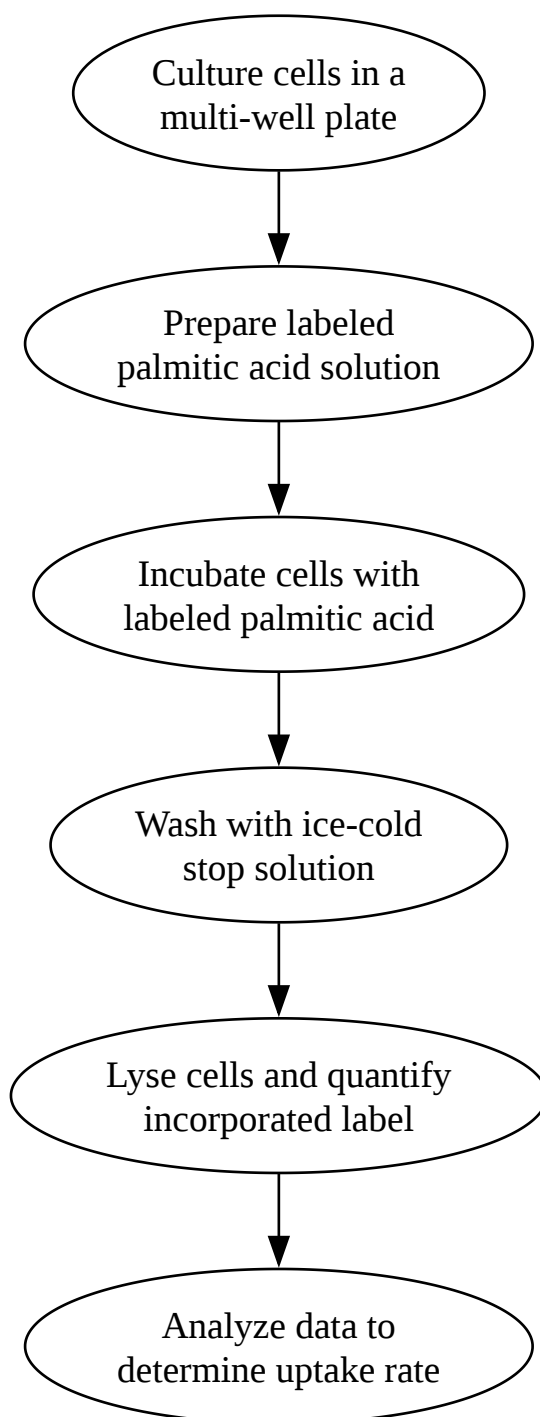 Culture cells in a
multi-well plate
Prepare labeled
palmitic acid solution
Incubate cells with
labeled palmitic acid
Wash with ice-cold
stop solution
Lyse cells and quantify
incorporated label
Analyze data to
determine uptake rate